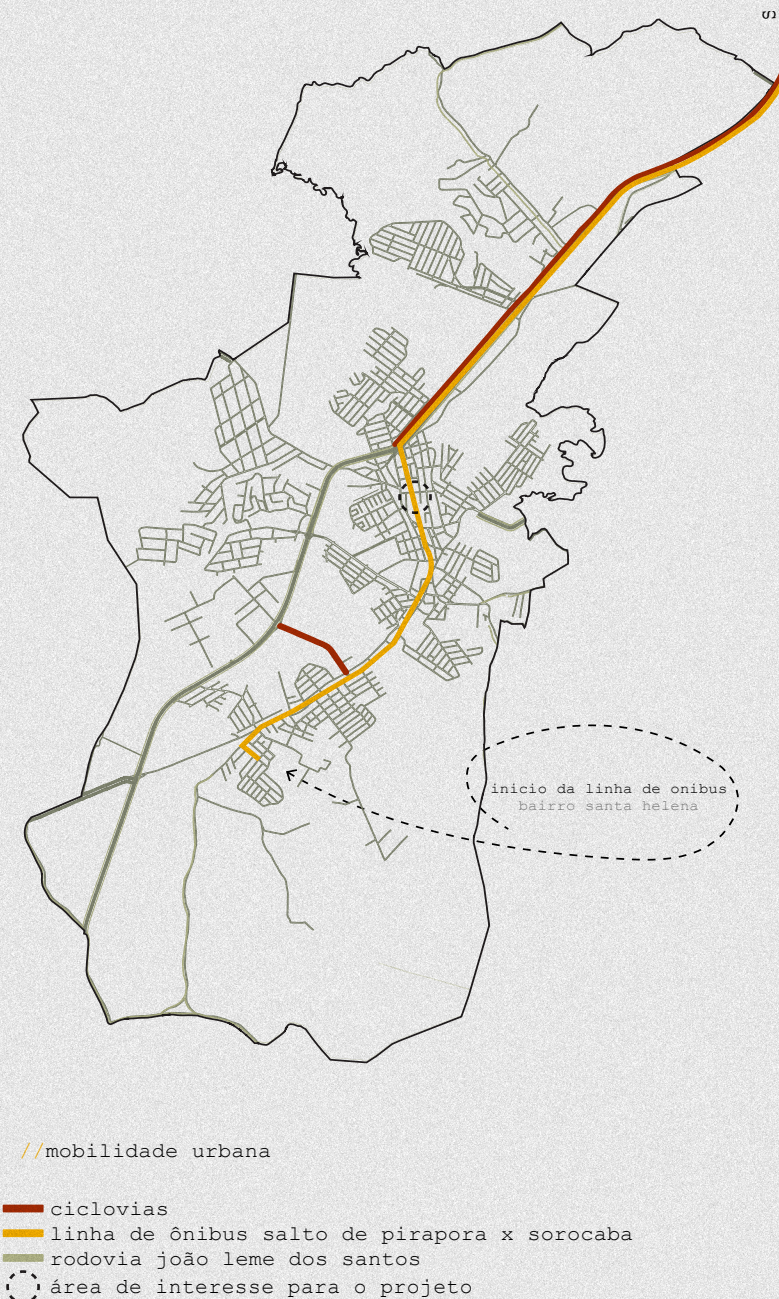 S
inicio da linha de onibus
bairro santa helena
//mobilidade urbana
ciclovias
linha de ônibus salto de pirapora x sorocaba
rodovia joão leme dos santos
área de interesse para o projeto